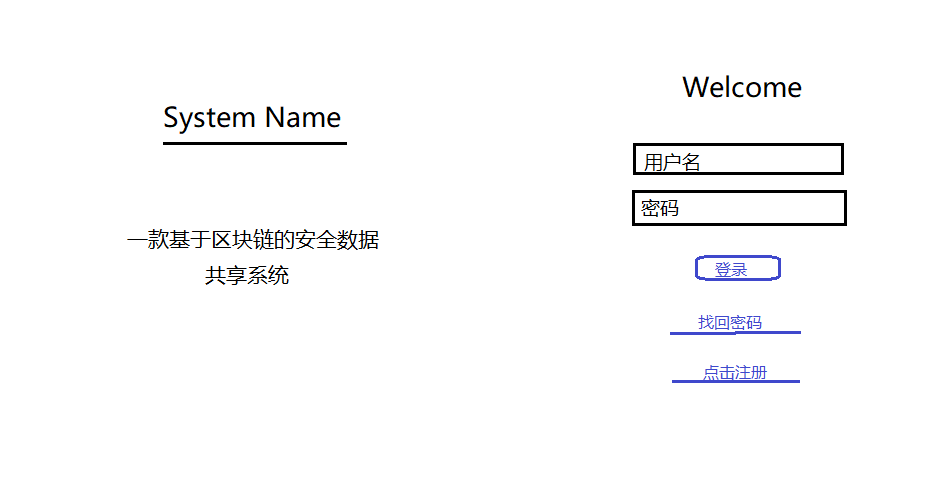 System Name
一款基于区块链的安全数据
共享系统
Welcome
用户名
密码
登录
找回密码
点击注册